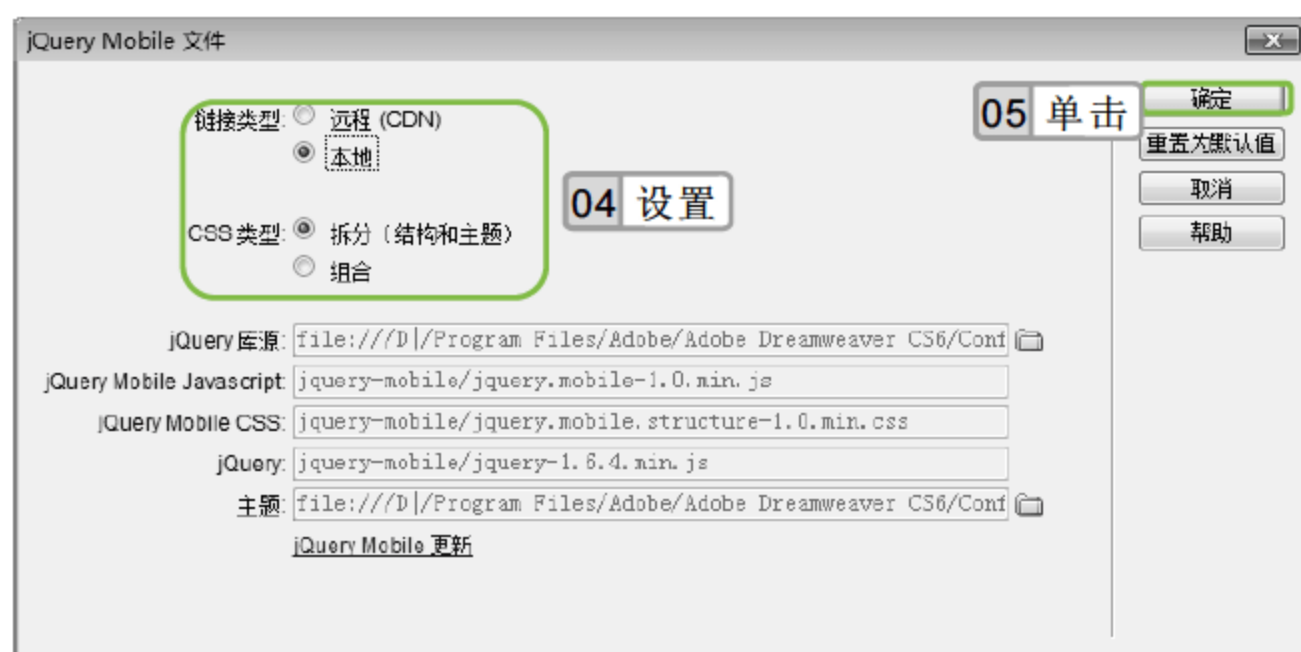 jQuery Mobile 文件
链接类型: 远程 (CDN)
本地
CSS 类型: 拆分（结构和主题）
组合
04 设置
05 单击
确定
重置为默认值
取消
帮助
jQuery 库源: file:///D|/Program Files/Adobe/Adobe Dreamweaver CS6/Conf
jQuery Mobile Javascript: jquery-mobile/jquery.mobile-1.0.min.js
jQuery Mobile CSS: jquery-mobile/jquery.mobile.structure-1.0.min.css
jQuery: jquery-mobile/jquery-1.6.4.min.js
主题: file:///D|/Program Files/Adobe/Adobe Dreamweaver CS6/Conf
jQuery Mobile 更新